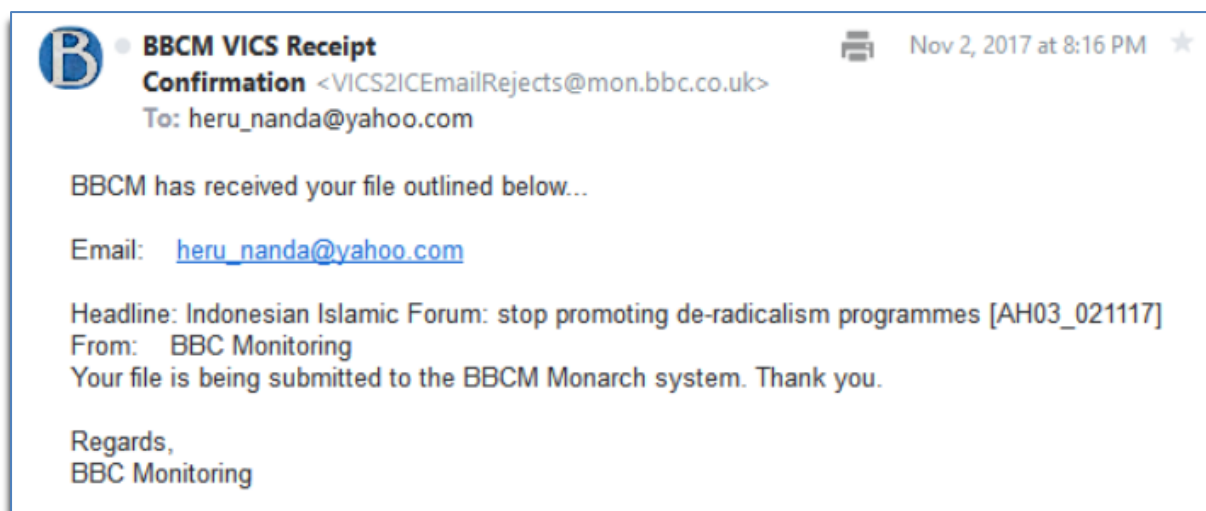 B
BBCM VICS Receipt
Confirmation <VICS2ICEmailRejects@mon.bbc.co.uk>
Nov 2, 2017 at 8:16 PM
To: heru_nanda@yahoo.com
BBCM has received your file outlined below...
Email: heru_nanda@yahoo.com
Headline: Indonesian Islamic Forum: stop promoting de-radicalism programmes [AH03_021117]
From: BBC Monitoring
Your file is being submitted to the BBCM Monarch system. Thank you.
Regards,
BBC Monitoring